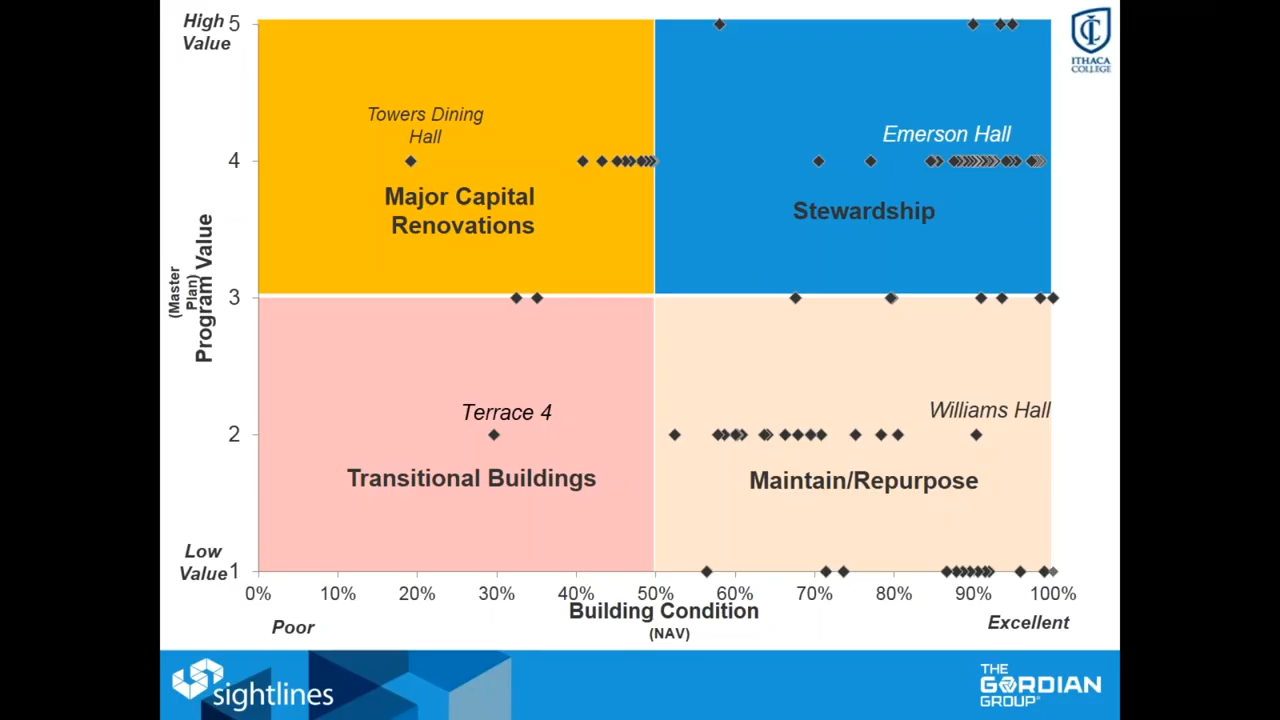 High
Value
5
ITHACA
COLLEGE
Towers Dining
Hall
Emerson Hall
4
Major Capital
Renovations
Stewardship
Program Value
(Master
Plan)
3
Terrace 4
Williams Hall
2
Transitional Buildings
Maintain/Repurpose
Low
Value
1
0% 10% 20% 30% 40% 50% 60% 70% 80% 90% 100%
Building Condition
(NAV)
Poor
Excellent
sightlines
THE
GORDIAN
GROUP®